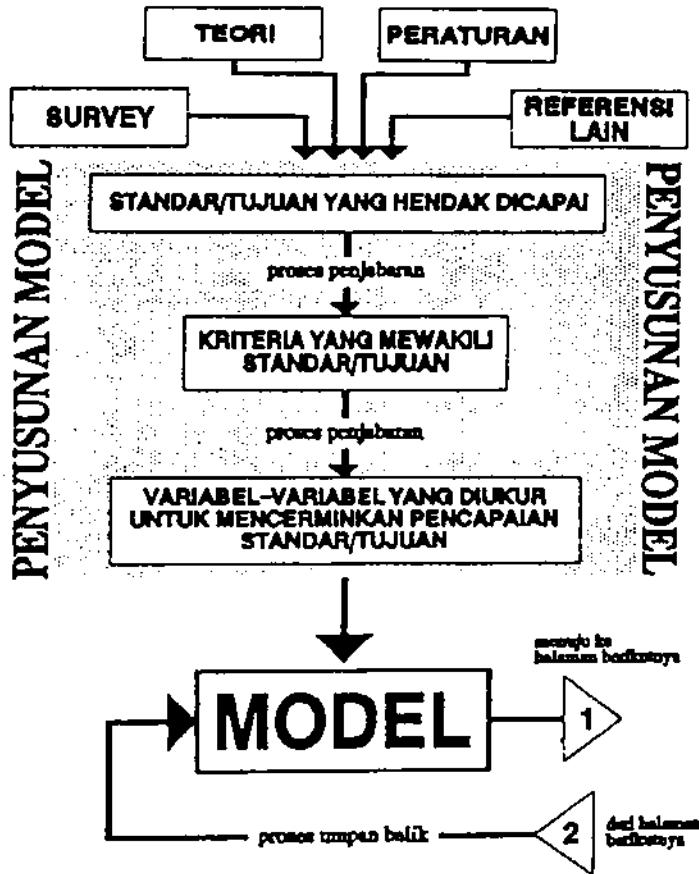 TEORI
PERATURAN
SURVEY
REFERENSI
LAIN
PENYUSUNAN MODEL
PENYUSUNAN MODEL
STANDAR/TUJUAN YANG HENDAK DICAPAI
proses penjabaran
KRITERIA YANG MEWAKILI
STANDAR/TUJUAN
proses penjabaran
VARIABEL-VARIABEL YANG DIUKUR
UNTUK MENCERMINKAN PENCAPAIAN
STANDAR/TUJUAN
menuju ke
halaman berikutnya
MODEL
1
proses umpan balik
2
dari halaman
berikutnya